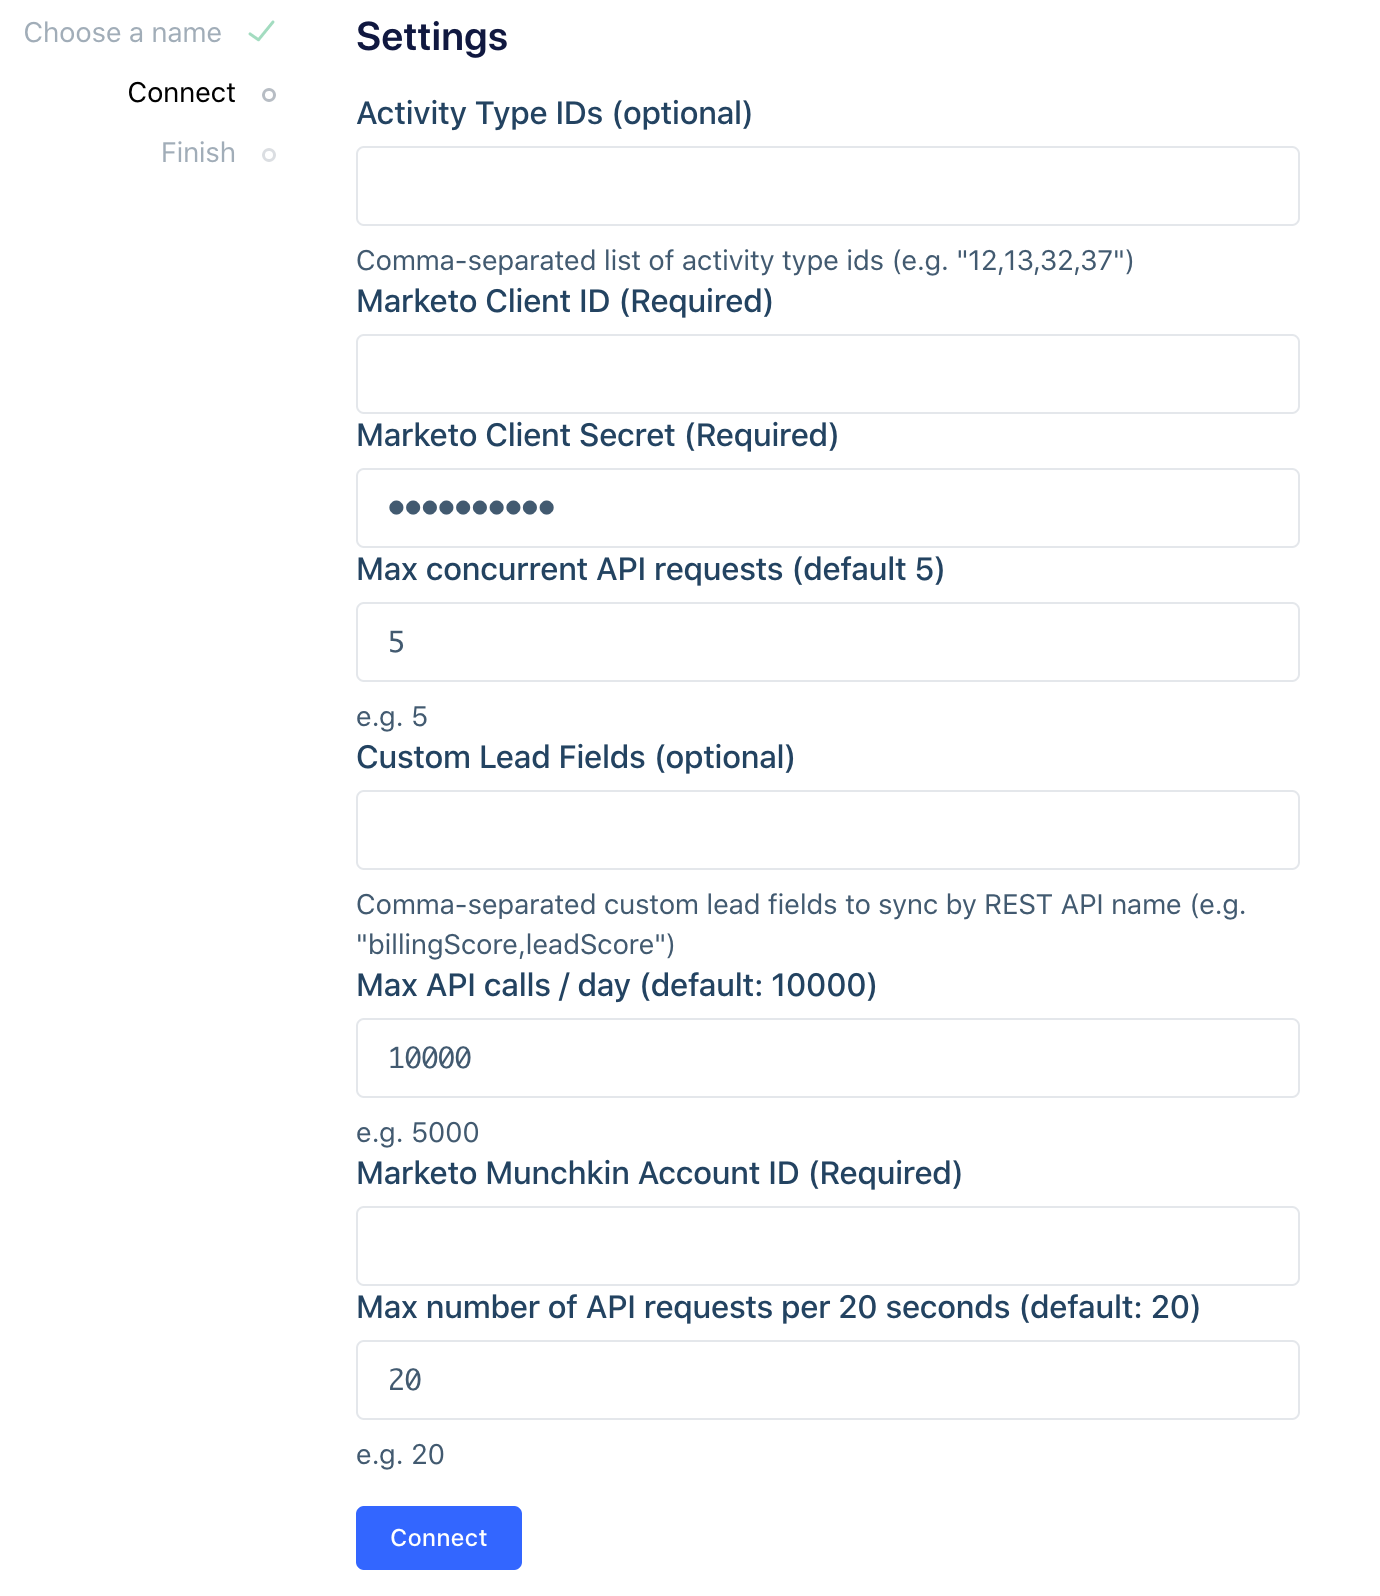 Choose a name
Connect
Finish
Settings
Activity Type IDs (optional)
Comma-separated list of activity type ids (e.g. "12,13,32,37")
Marketo Client ID (Required)
Marketo Client Secret (Required)
••••••••••
Max concurrent API requests (default 5)
5
e.g. 5
Custom Lead Fields (optional)
Comma-separated custom lead fields to sync by REST API name (e.g.
"billingScore,leadScore")
Max API calls / day (default: 10000)
10000
e.g. 5000
Marketo Munchkin Account ID (Required)
Max number of API requests per 20 seconds (default: 20)
20
e.g. 20
Connect